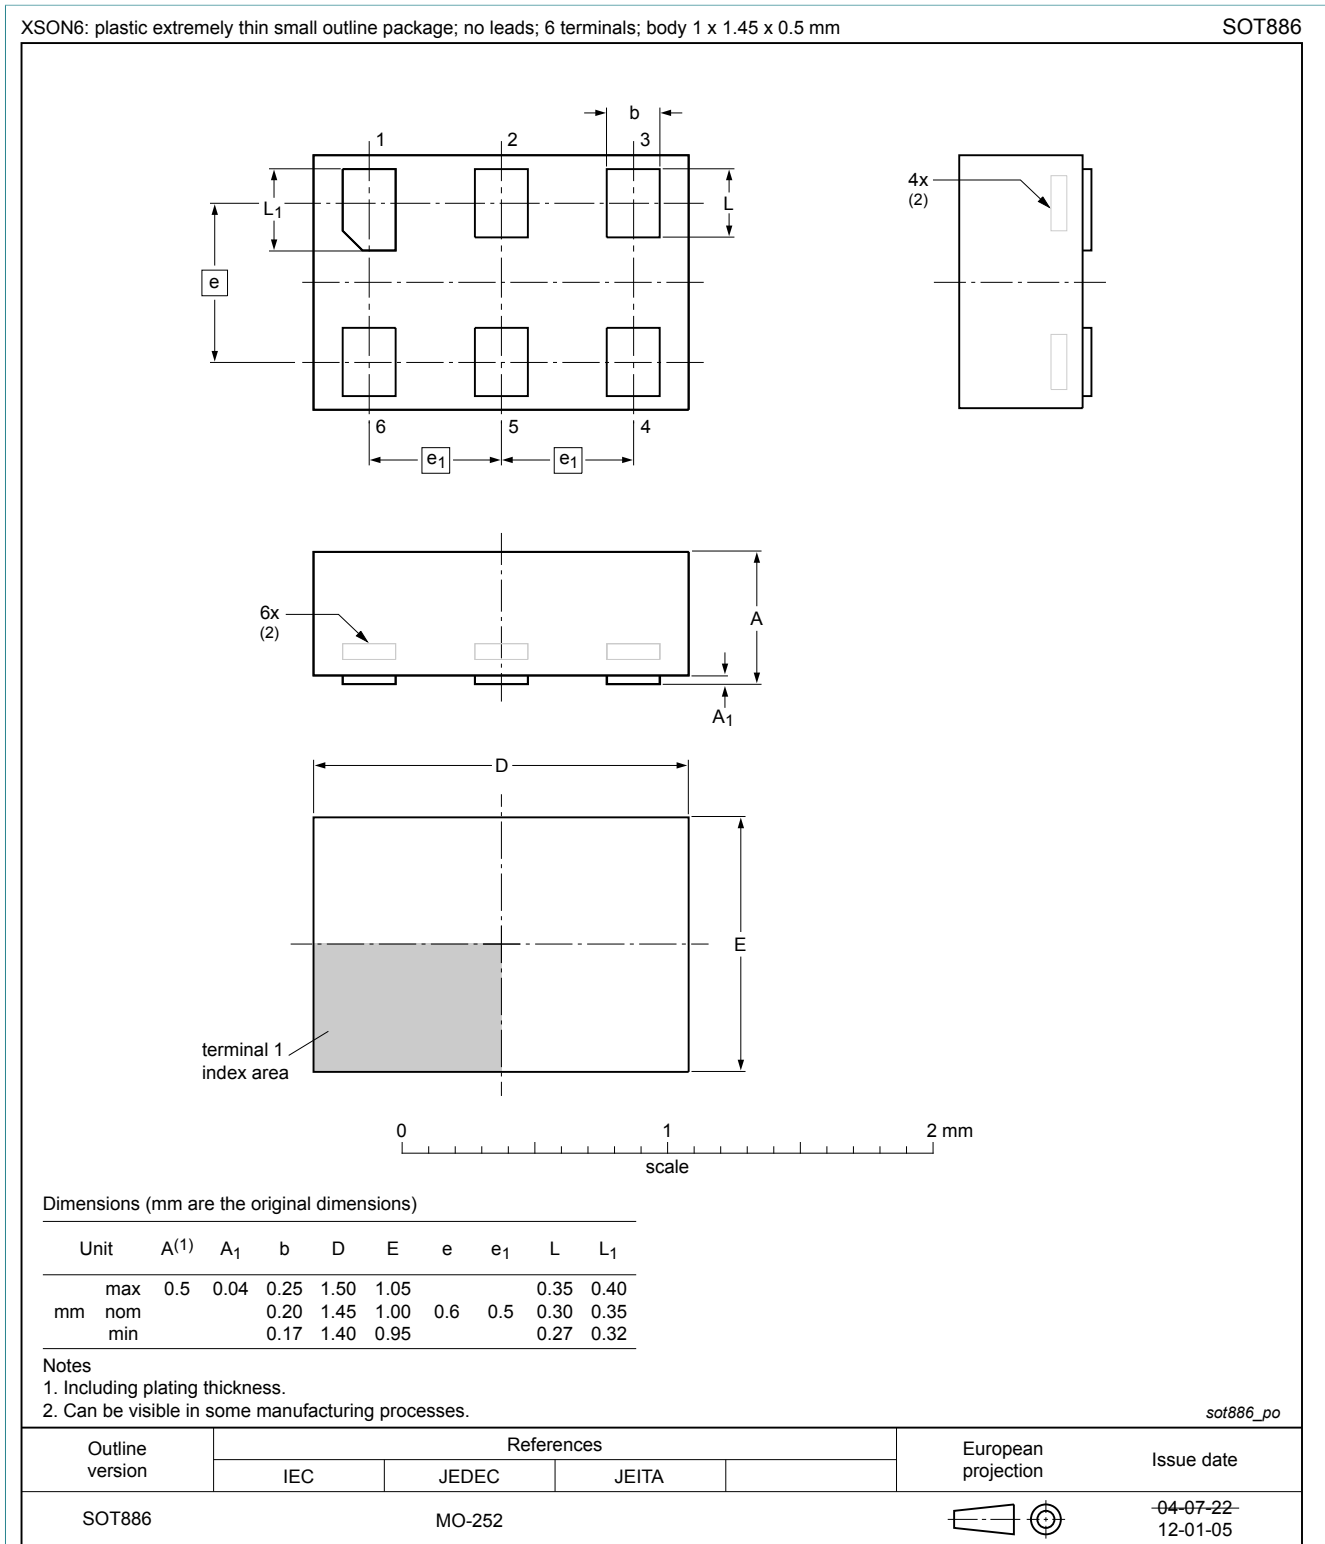 XSON6: plastic extremely thin small outline package; no leads; 6 terminals; body 1 x 1.45 x 0.5 mm
SOT886
b
1 2 3
L1
L
4x
(2)
e
6 5 4
e1 e1
6x
(2)
A
A1
D
E
terminal 1
index area
0 1 2 mm
scale
Dimensions (mm are the original dimensions)
Unit A(1) A1 b D E e e1 L L1
max 0.5 0.04 0.25 1.50 1.05 0.35 0.40
mm nom 0.20 1.45 1.00 0.6 0.5 0.30 0.35
min 0.17 1.40 0.95 0.27 0.32
Notes
1. Including plating thickness.
2. Can be visible in some manufacturing processes.
sot886_po
Outline version
References
European projection
Issue date
IEC JEDEC JEITA
SOT886
MO-252
04-07-22
12-01-05